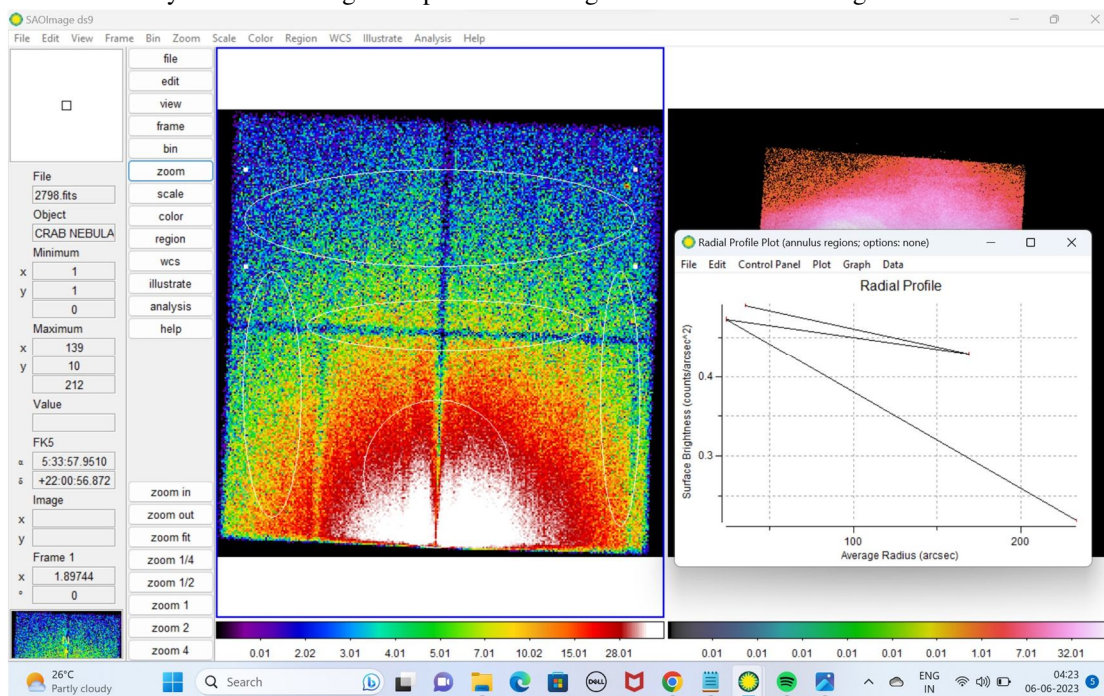 SAOImage ds9
File Edit View Frame Bin Zoom Scale Color Region WCS Illustrate Analysis Help
File
2798.fits
Object
CRAB NEBULA
Minimum
x 1
y 1
0
Maximum
x 139
y 10
212
Value
FK5
α 5:33:57.9510
δ +22:00:56.872
Image
x
y
Frame 1
x 1.89744
° 0
file
edit
view
frame
bin
zoom
scale
color
region
wcs
illustrate
analysis
help
zoom in
zoom out
zoom fit
zoom 1/4
zoom 1/2
zoom 1
zoom 2
zoom 4
Radial Profile Plot (annulus regions; options: none)
File Edit Control Panel Plot Graph Data
Radial Profile
Surface Brightness (counts/arcsec^2)
0.4
0.3
100 200
Average Radius (arcsec)
0.01 2.02 3.01 4.01 5.01 7.01 10.02 15.01 28.01
0.01 0.01 0.01 0.01 0.01 0.01 1.01 7.01 32.01
26°C
Partly cloudy
Search
DELL
ENG
IN
04:23
06-06-2023
5